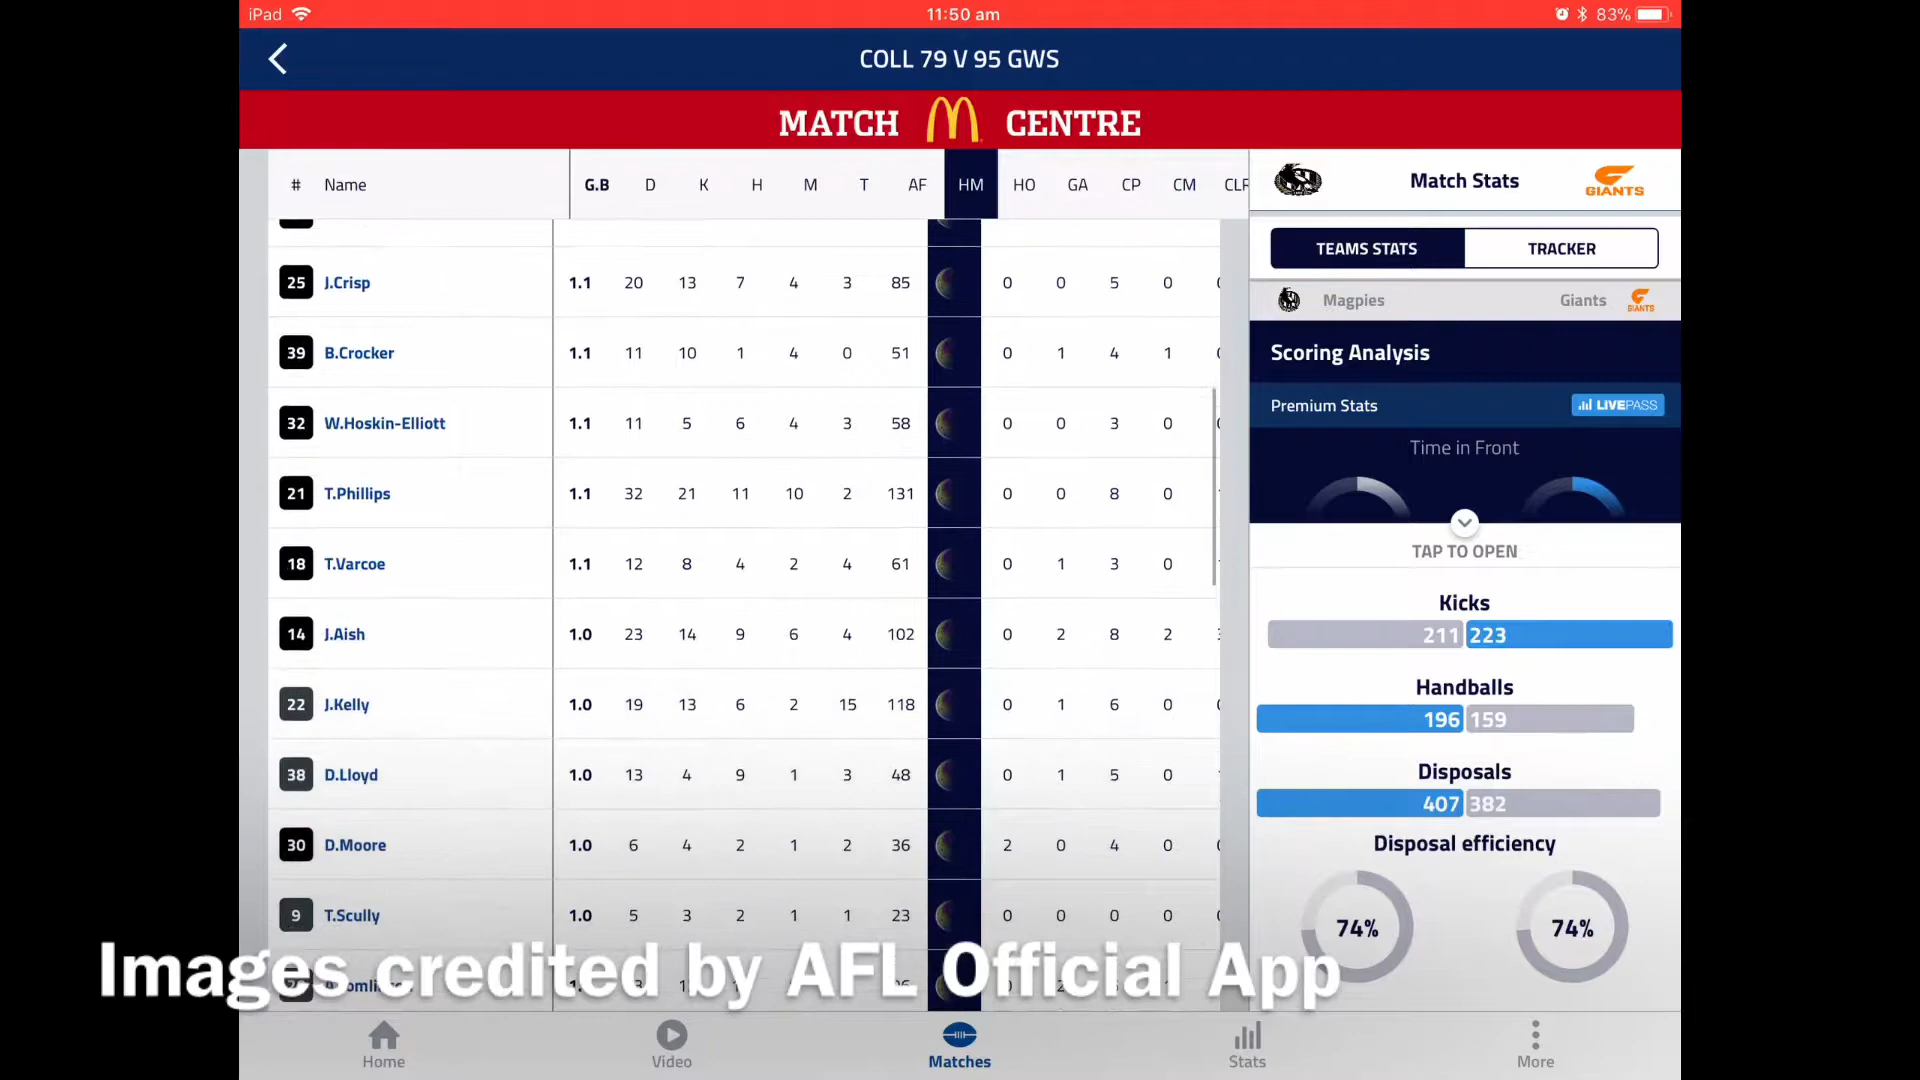 iPad 11:50 am 83%
COLL 79 V 95 GWS
MATCH CENTRE
# Name G.B D K H M T AF HM HO GA CP CM CLR
25 J.Crisp 1.1 20 13 7 4 3 85 0 0 5 0
39 B.Crocker 1.1 11 10 1 4 0 51 0 1 4 1
32 W.Hoskin-Elliott 1.1 11 5 6 4 3 58 0 0 3 0
21 T.Phillips 1.1 32 21 11 10 2 131 0 0 8 0
18 T.Varcoe 1.1 12 8 4 2 4 61 0 1 3 0
14 J.Aish 1.0 23 14 9 6 4 102 0 2 8 2
22 J.Kelly 1.0 19 13 6 2 15 118 0 1 6 0
38 D.Lloyd 1.0 13 4 9 1 3 48 0 1 5 0
30 D.Moore 1.0 6 4 2 1 2 36 2 0 4 0
9 T.Scully 1.0 5 3 2 1 1 23 0 0 0 0
Match Stats
GIANTS
TEAMS STATS TRACKER
Magpies Giants
GIANTS
Scoring Analysis
Premium Stats LIVEPASS
Time in Front
TAP TO OPEN
Kicks
211 223
Handballs
196 159
Disposals
407 382
Disposal efficiency
74% 74%
Images credited by AFL Official App
Home Video Matches Stats More